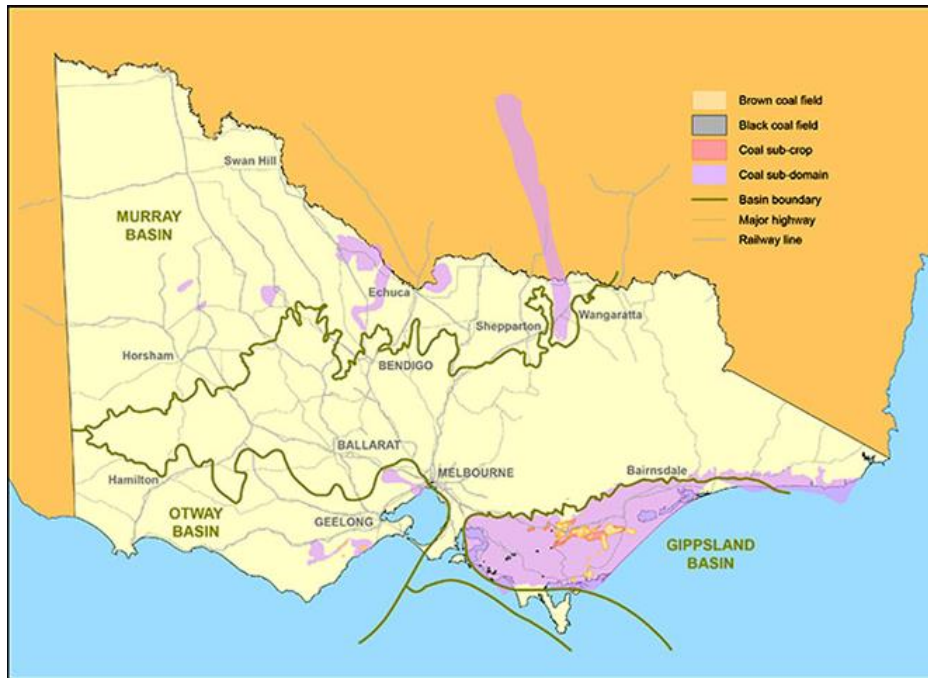 Brown coal field
Black coal field
Coal sub-crop
Coal sub-domain
Basin boundary
Major highway
Railway line
Swan Hill
MURRAY
BASIN
Echuca
Shepparton
Wangaratta
Horsham
BENDIGO
BALLARAT
MELBOURNE
Bairnsdale
Hamilton
OTWAY
BASIN
GEELONG
GIPPSLAND
BASIN